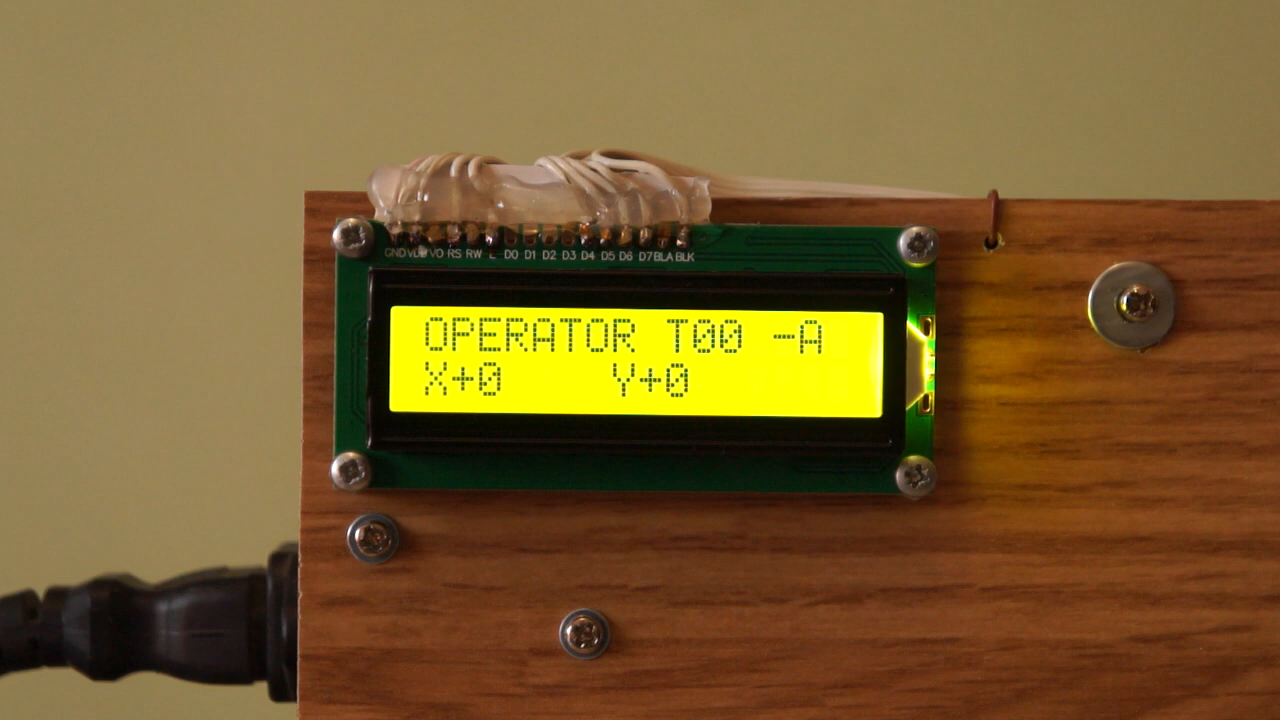 GND VDD VO RS RW E D0 D1 D2 D3 D4 D5 D6 D7 BLA BLK
OPERATOR T00 -A
X+0 Y+0